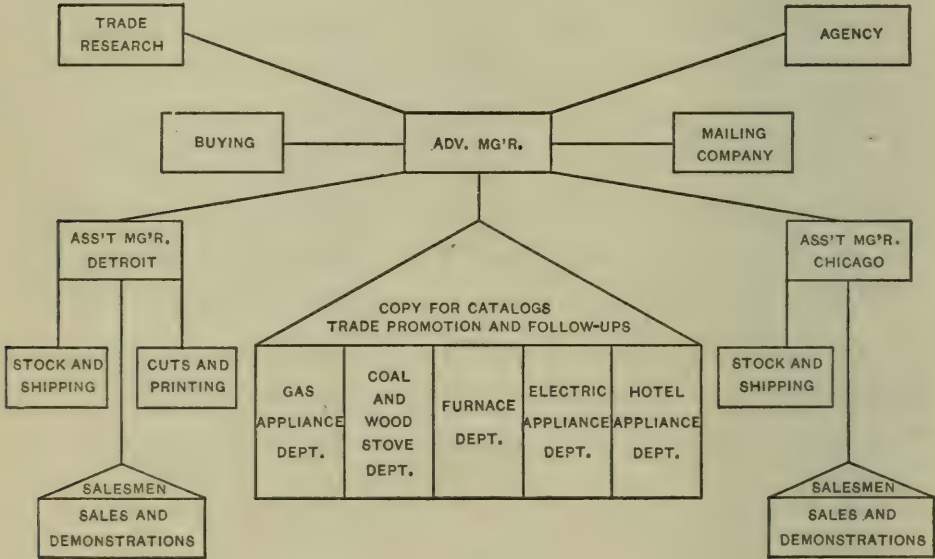 TRADE
RESEARCH
AGENCY
BUYING
ADV. MG'R.
MAILING
COMPANY
ASS'T MG'R.
DETROIT
ASS'T MG'R.
CHICAGO
COPY FOR CATALOGS
TRADE PROMOTION AND FOLLOW-UPS
STOCK AND
SHIPPING
CUTS AND
PRINTING
GAS
APPLIANCE
DEPT.
COAL
AND
WOOD
STOVE
DEPT.
FURNACE
DEPT.
ELECTRIC
APPLIANCE
DEPT.
HOTEL
APPLIANCE
DEPT.
STOCK AND
SHIPPING
SALESMEN
SALES AND
DEMONSTRATIONS
SALESMEN
SALES AND
DEMONSTRATIONS